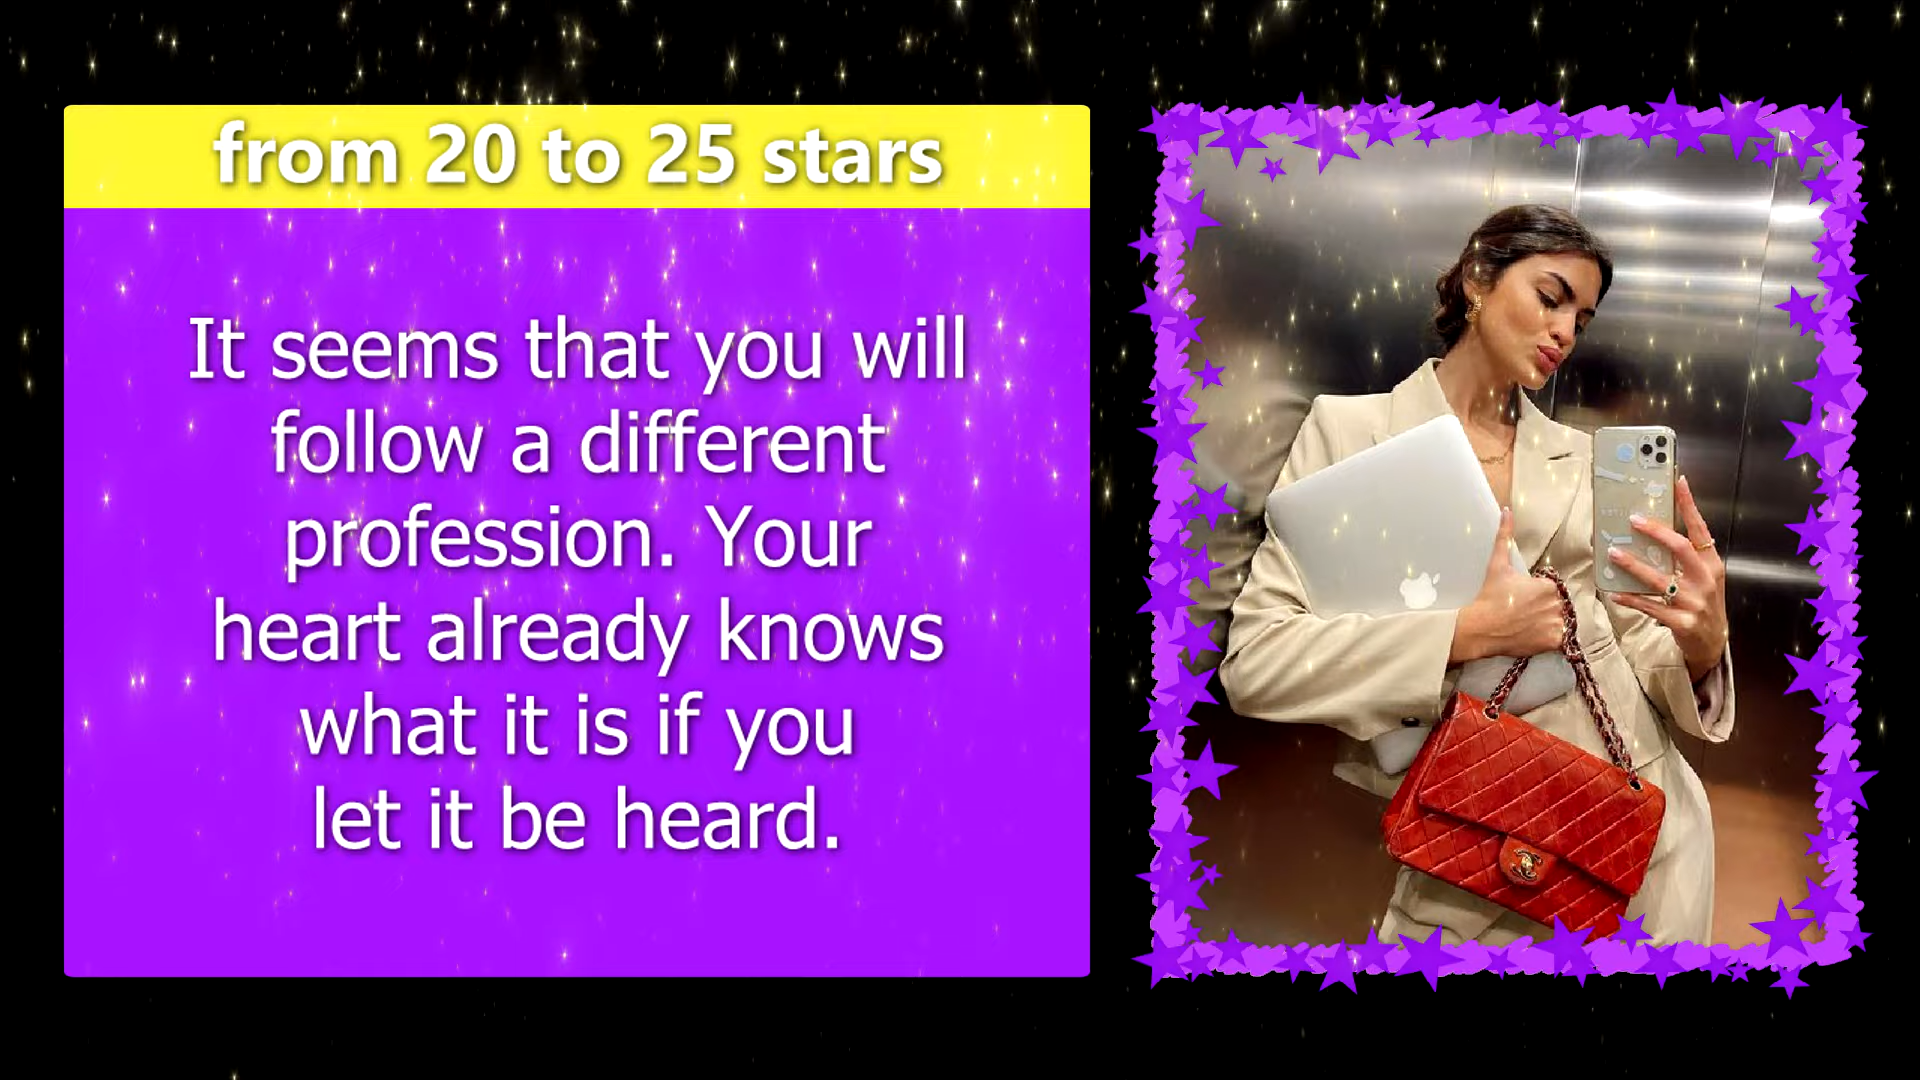 from 20 to 25 stars
It seems that you will
follow a different
profession. Your
heart already knows
what it is if you
let it be heard.